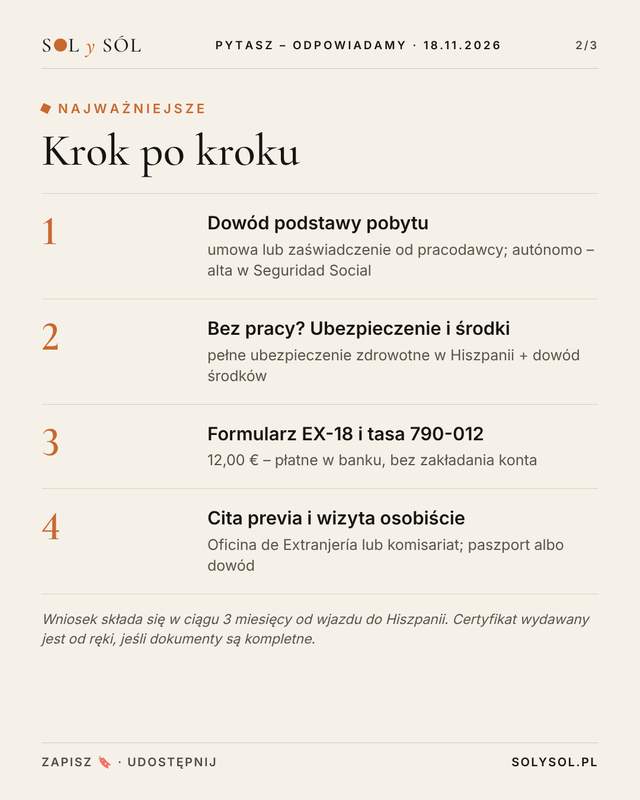 SOL y SÓL
PYTASZ – ODPOWIADAMY · 18.11.2026
2/3
NAJWAŻNIEJSZE
Krok po kroku
1
Dowód podstawy pobytu
umowa lub zaświadczenie od pracodawcy; autónomo –
alta w Seguridad Social
2
Bez pracy? Ubezpieczenie i środki
pełne ubezpieczenie zdrowotne w Hiszpanii + dowód
środków
3
Formularz EX-18 i tasa 790-012
12,00 € – płatne w banku, bez zakładania konta
4
Cita previa i wizyta osobiście
Oficina de Extranjería lub komisariat; paszport albo
dowód
Wniosek składa się w ciągu 3 miesięcy od wjazdu do Hiszpanii. Certyfikat wydawany
jest od ręki, jeśli dokumenty są kompletne.
ZAPISZ 🔖 · UDOSTĘPNIJ
SOLYSOL.PL